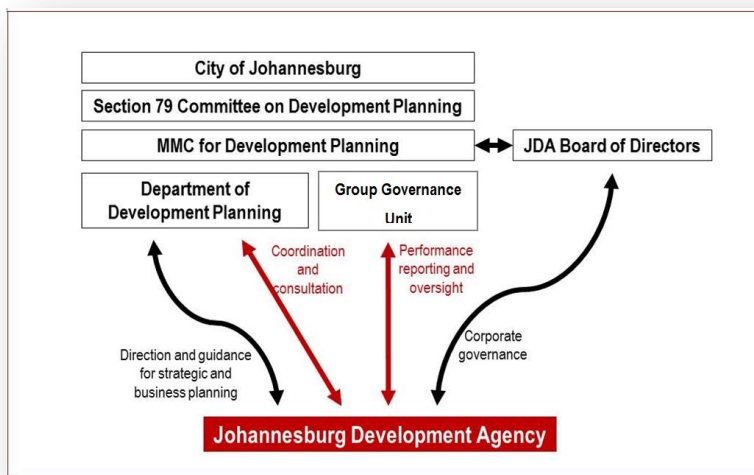 City of Johannesburg
Section 79 Committee on Development Planning
MMC for Development Planning
JDA Board of Directors
Department of
Development Planning
Group Governance
Unit
Coordination
and
consultation
Performance
reporting and
oversight
Direction and guidance
for strategic and
business planning
Corporate
governance
Johannesburg Development Agency